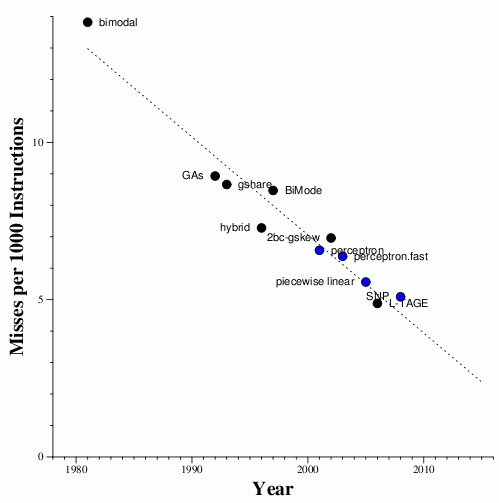 bimodal
Misses per 1000 Instructions
10
GAs
gshare
BiMode
hybrid
2bc-gskew
perceptron
perceptron.fast
piecewise linear
SNP
L-TAGE
5
0
1980
1990
2000
2010
Year